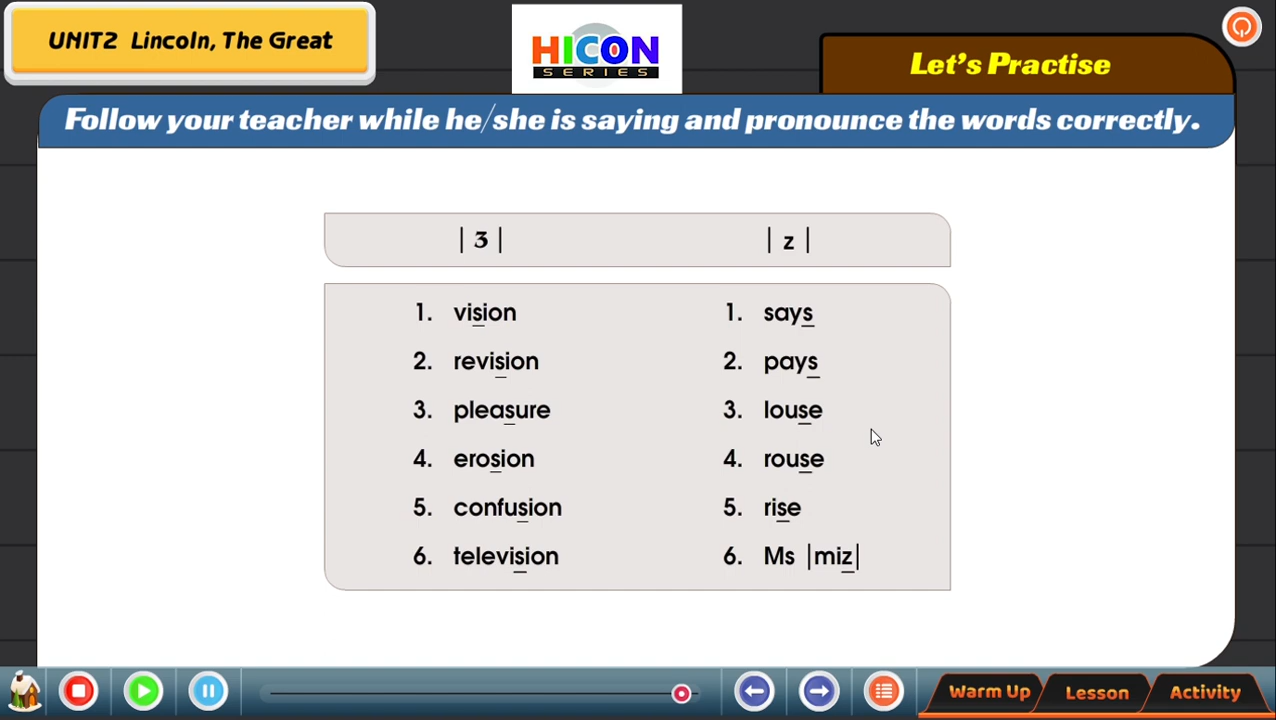 UNIT2 Lincoln, The Great
HICON
SERIES
Let's Practise
Follow your teacher while he/she is saying and pronounce the words correctly.
| 3 | | z |
1. vision 1. says
2. revision 2. pays
3. pleasure 3. louse
4. erosion 4. rouse
5. confusion 5. rise
6. television 6. Ms |miz|
Warm Up Lesson Activity